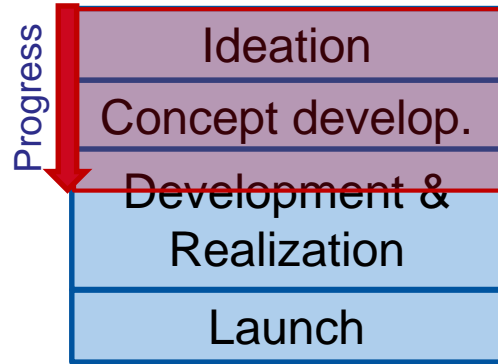 Progress
Ideation
Concept develop.
Development &
Realization
Launch